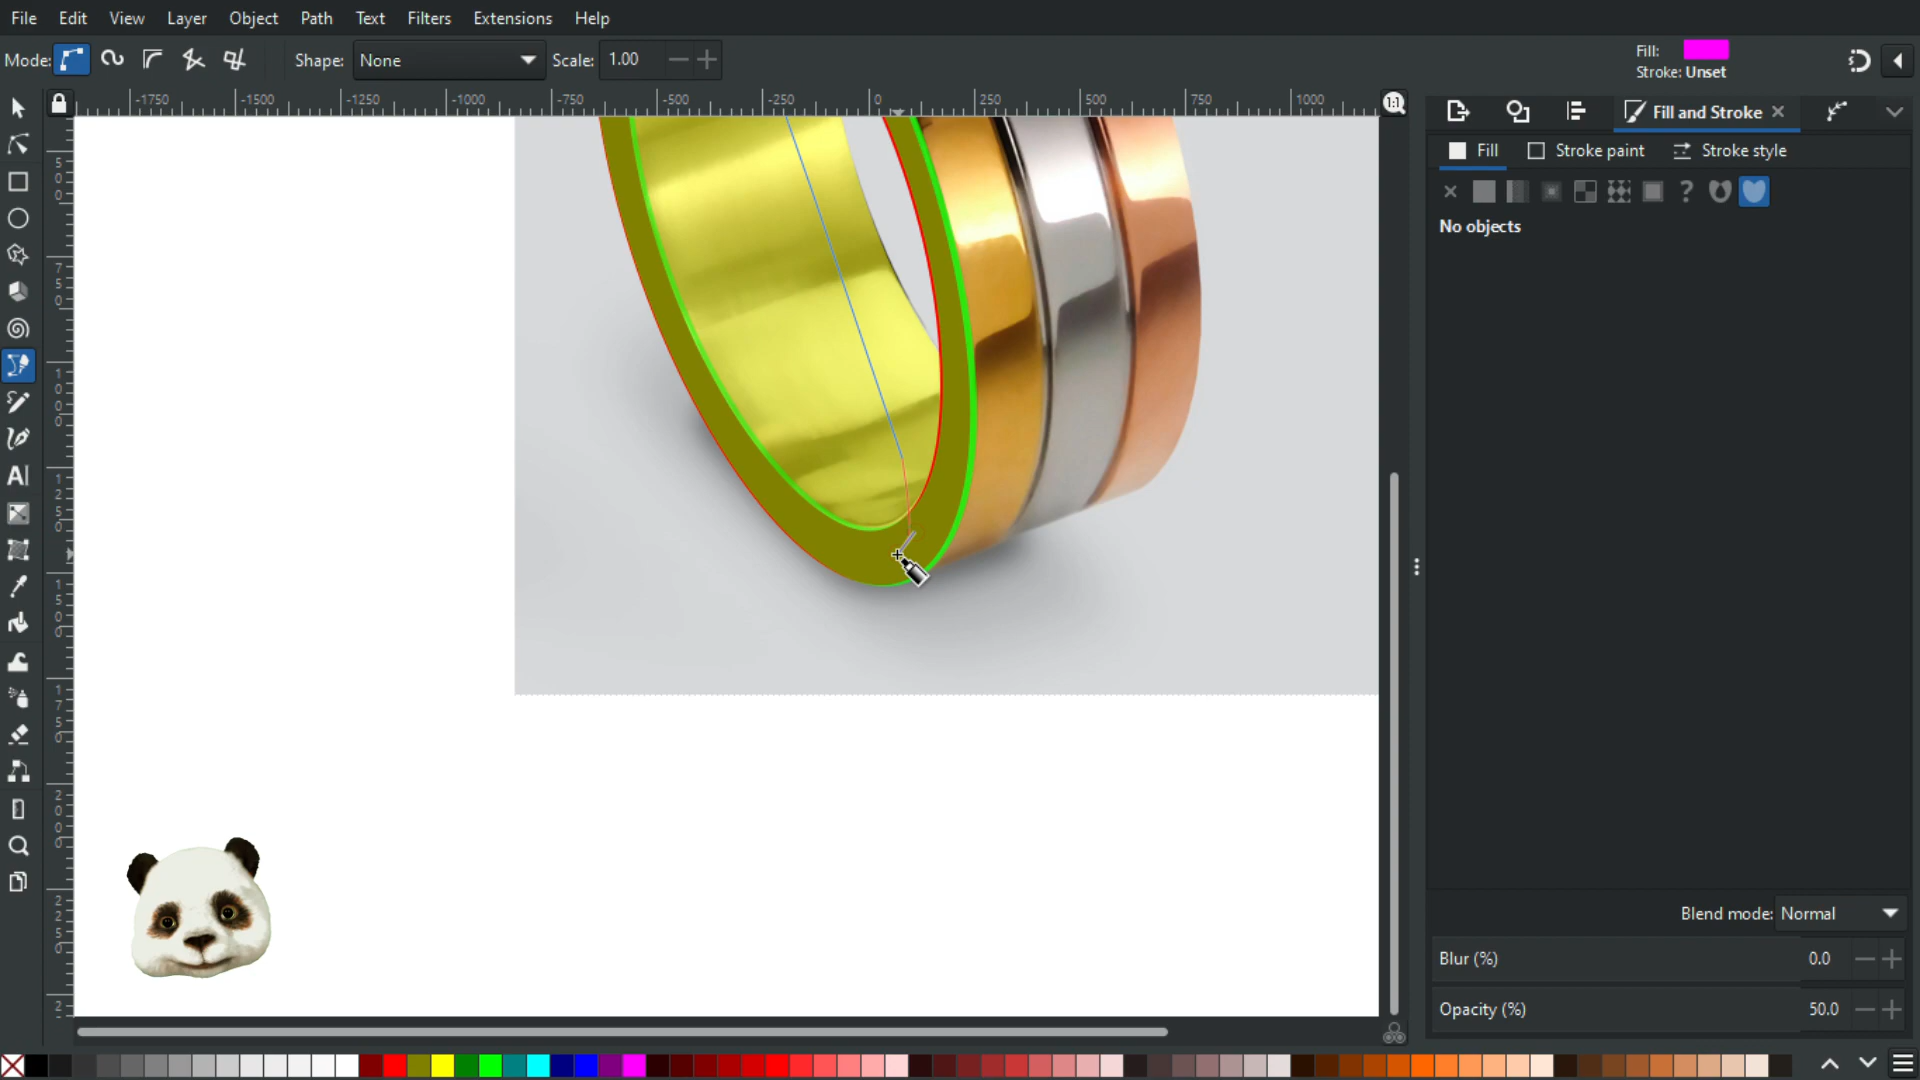 File Edit View Layer Object Path Text Filters Extensions Help
Mode: Shape: None Scale: 1.00
Fill:
Stroke: Unset
-1750 -1500 -1250 -1000 -750 -500 -250 0 250 500 750 1000
1:1
Fill and Stroke
Fill Stroke paint Stroke style
No objects
Blend mode: Normal
Blur (%) 0.0
Opacity (%) 50.0